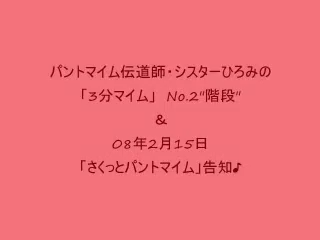 パントマイム伝道師・シスターひろみの
「3分マイム」 No.2"階段"
&
08年2月15日
「さくっとパントマイム」告知♪